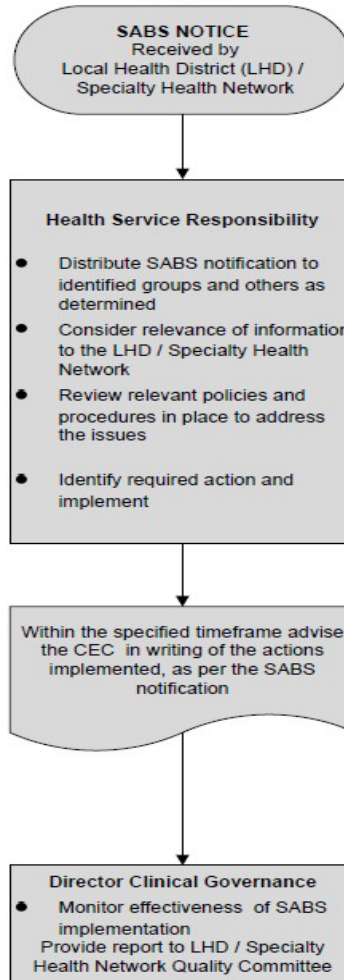 SABS NOTICE
Received by
Local Health District (LHD) /
Specialty Health Network
Health Service Responsibility
● Distribute SABS notification to
identified groups and others as
determined
● Consider relevance of information
to the LHD / Specialty Health
Network
● Review relevant policies and
procedures in place to address
the issues
● Identify required action and
implement
Within the specified timeframe advise
the CEC in writing of the actions
implemented, as per the SABS
notification
Director Clinical Governance
● Monitor effectiveness of SABS
implementation
Provide report to LHD / Specialty
Health Network Quality Committee